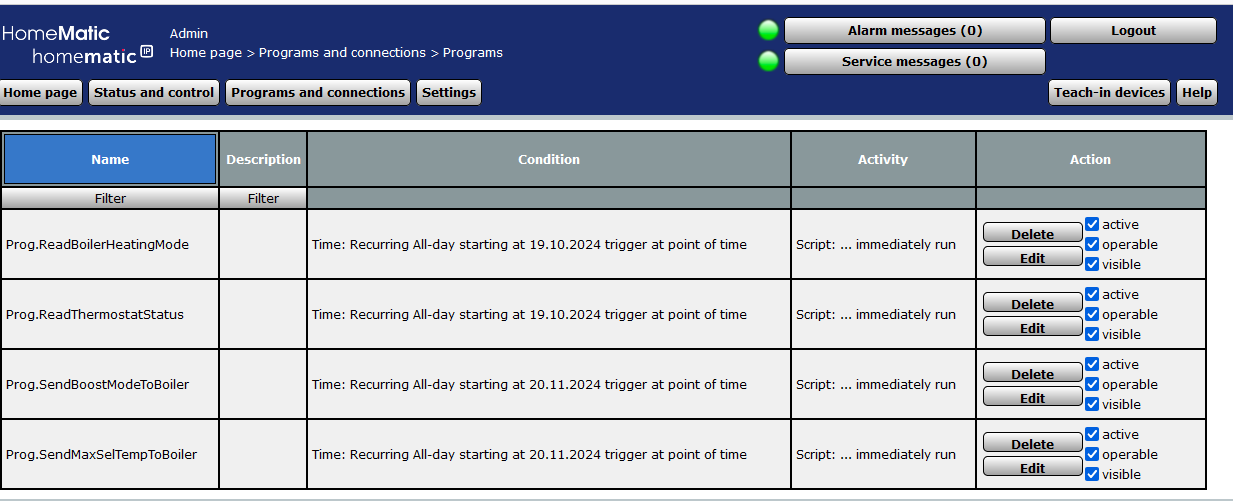 HomeMatic
homematic IP
Admin
Home page > Programs and connections > Programs
Alarm messages (0)
Logout
Service messages (0)
Home page
Status and control
Programs and connections
Settings
Teach-in devices
Help
Name
Description
Condition
Activity
Action
Filter
Filter
Prog.ReadBoilerHeatingMode
Time: Recurring All-day starting at 19.10.2024 trigger at point of time
Script: ... immediately run
Delete
Edit
active
operable
visible
Prog.ReadThermostatStatus
Time: Recurring All-day starting at 19.10.2024 trigger at point of time
Script: ... immediately run
Delete
Edit
active
operable
visible
Prog.SendBoostModeToBoiler
Time: Recurring All-day starting at 20.11.2024 trigger at point of time
Script: ... immediately run
Delete
Edit
active
operable
visible
Prog.SendMaxSelTempToBoiler
Time: Recurring All-day starting at 20.11.2024 trigger at point of time
Script: ... immediately run
Delete
Edit
active
operable
visible